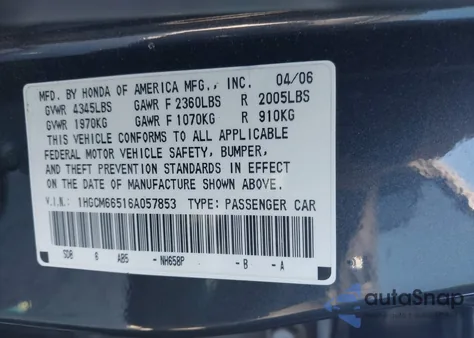 MFD. BY HONDA OF AMERICA MFG., INC. 04/06
GVWR 4345LBS GAWR F 2360LBS R 2005LBS
GVWR 1970KG GAWR F 1070KG R 910KG
THIS VEHICLE CONFORMS TO ALL APPLICABLE
FEDERAL MOTOR VEHICLE SAFETY, BUMPER,
AND THEFT PREVENTION STANDARDS IN EFFECT
ON THE DATE OF MANUFACTURE SHOWN ABOVE.
V.I.N.: 1HGCM66516A057853 TYPE: PASSENGER CAR
SDB 6 A05 - NH658P - B - A
autoSnap